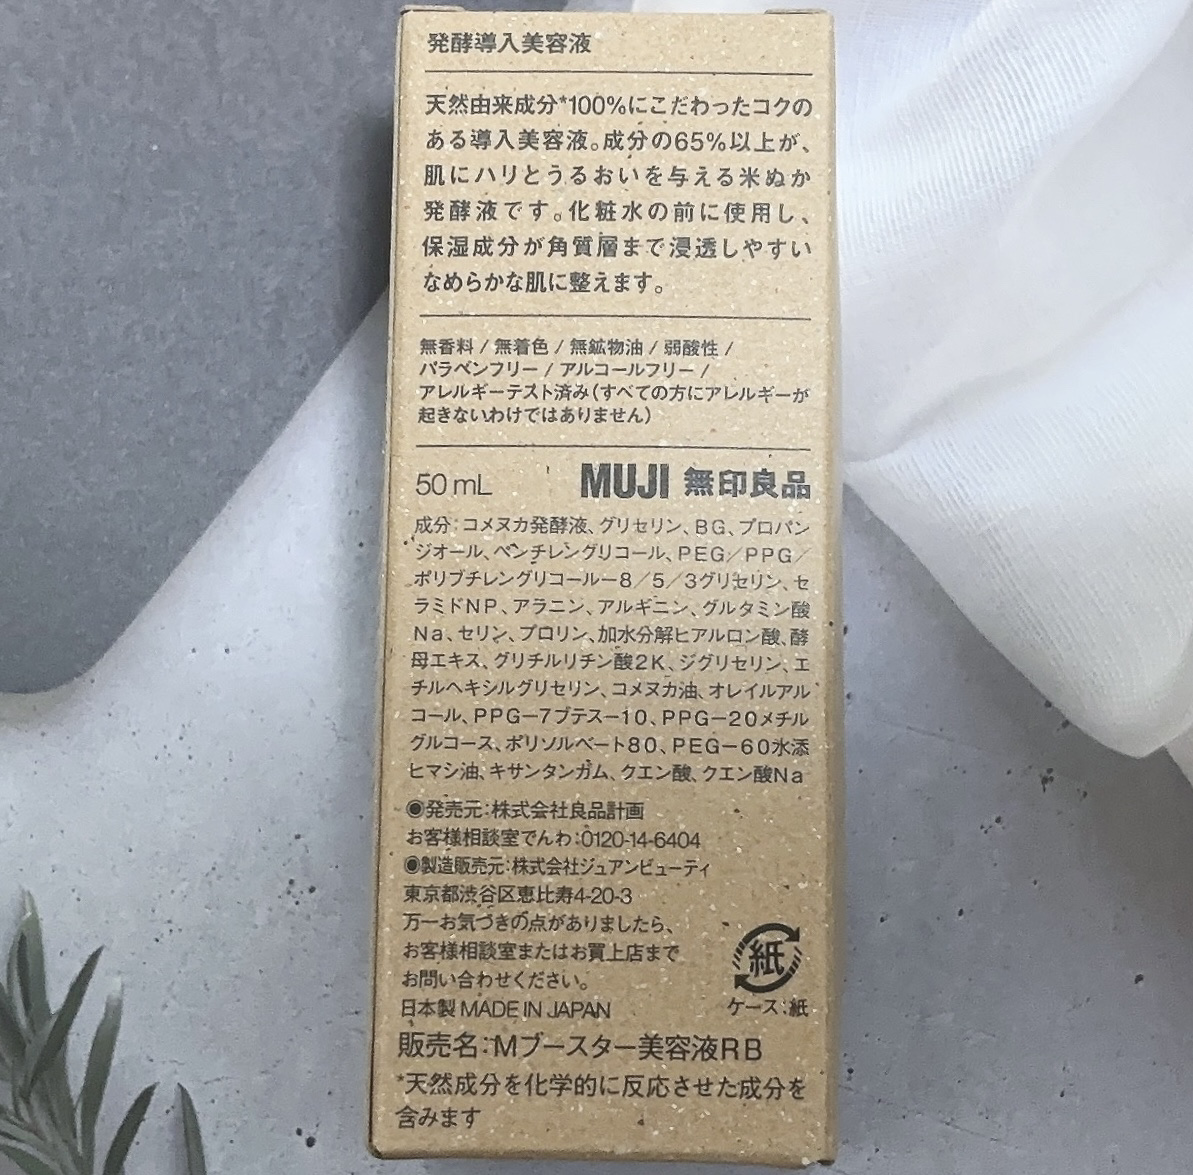 発酵導入美容液
天然由来成分*100%にこだわったコクの
ある導入美容液。成分の65%以上が、
肌にハリとうるおいを与える米ぬか
発酵液です。化粧水の前に使用し、
保湿成分が角質層まで浸透しやすい
なめらかな肌に整えます。
無香料 / 無着色 / 無鉱物油 / 弱酸性 /
パラベンフリー / アルコールフリー /
アレルギーテスト済み(すべての方にアレルギーが
起きないわけではありません)
50 mL MUJI 無印良品
成分:コメヌカ発酵液、グリセリン、BG、プロパン
ジオール、ペンチレングリコール、PEG/PPG/
ポリブチレングリコールー8/5/3グリセリン、セ
ラミドNP、アラニン、アルギニン、グルタミン酸
Na、セリン、プロリン、加水分解ヒアルロン酸、酵
母エキス、グリチルリチン酸2K、ジグリセリン、エ
チルヘキシルグリセリン、コメヌカ油、オレイルアル
コール、PPGー7ブテスー10、PPGー20メチル
グルコース、ポリソルベート80、PEGー60水添
ヒマシ油、キサンタンガム、クエン酸、クエン酸Na
◉発売元:株式会社良品計画
お客様相談室でんわ:0120-14-6404
◉製造販売元:株式会社ジュアンビューティ
東京都渋谷区恵比寿4-20-3
万一お気づきの点がありましたら、
お客様相談室またはお買上店まで
お問い合わせください。
日本製 MADE IN JAPAN
紙
ケース:紙
販売名:Mブースター美容液RB
*天然成分を化学的に反応させた成分を
含みます